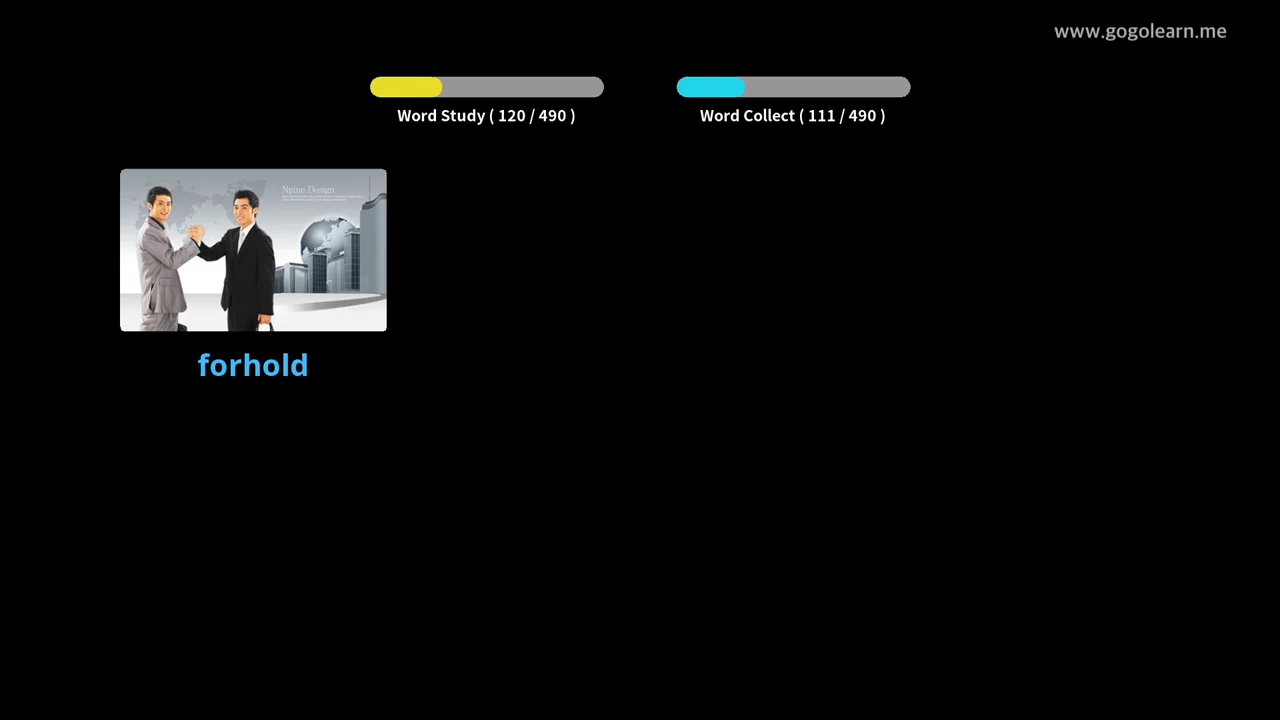 www.gogolearn.me
Word Study ( 120 / 490 )
Word Collect ( 111 / 490 )
Npine Design
forhold